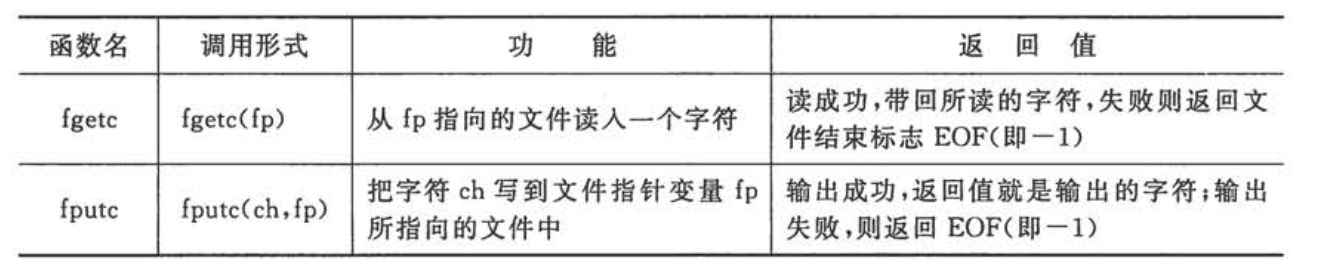 函数名 调用形式 功 能 返 回 值
fgetc fgetc(fp) 从 fp 指向的文件读入一个字符 读成功,带回所读的字符,失败则返回文
件结束标志 EOF(即-1)
fputc fputc(ch,fp) 把字符 ch 写到文件指针变量 fp
所指向的文件中
输出成功,返回值就是输出的字符;输出
失败,则返回 EOF(即-1)